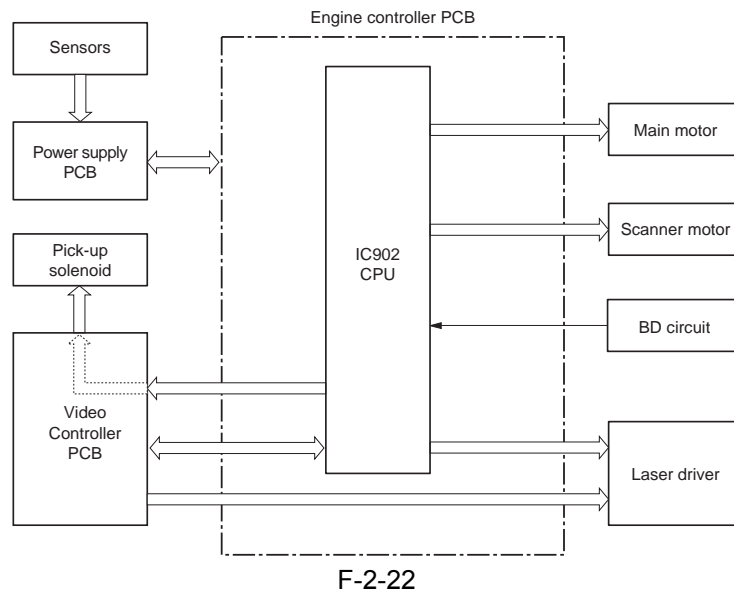 Engine controller PCB
Sensors
Power supply
PCB
Pick-up
solenoid
Video
Controller
PCB
IC902
CPU
Main motor
Scanner motor
BD circuit
Laser driver
F-2-22